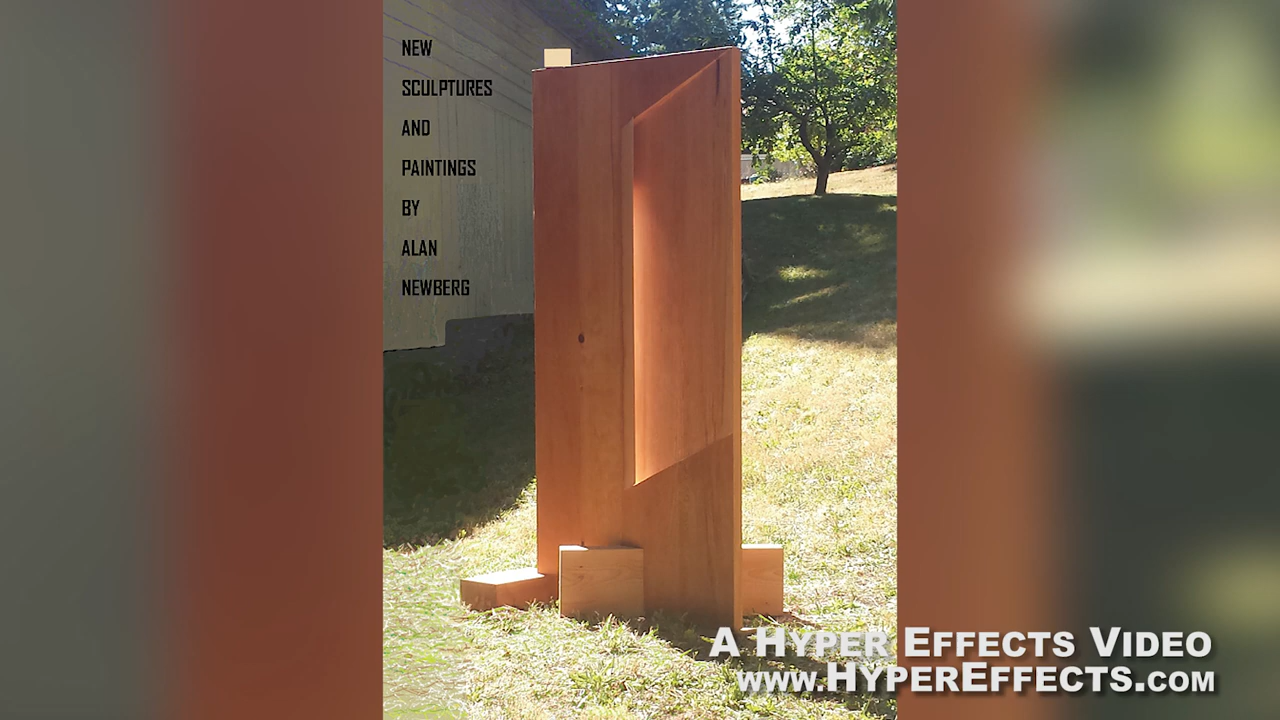 NEW
SCULPTURES
AND
PAINTINGS
BY
ALAN
NEWBERG
A HYPER EFFECTS VIDEO
WWW.HYPEREFFECTS.COM